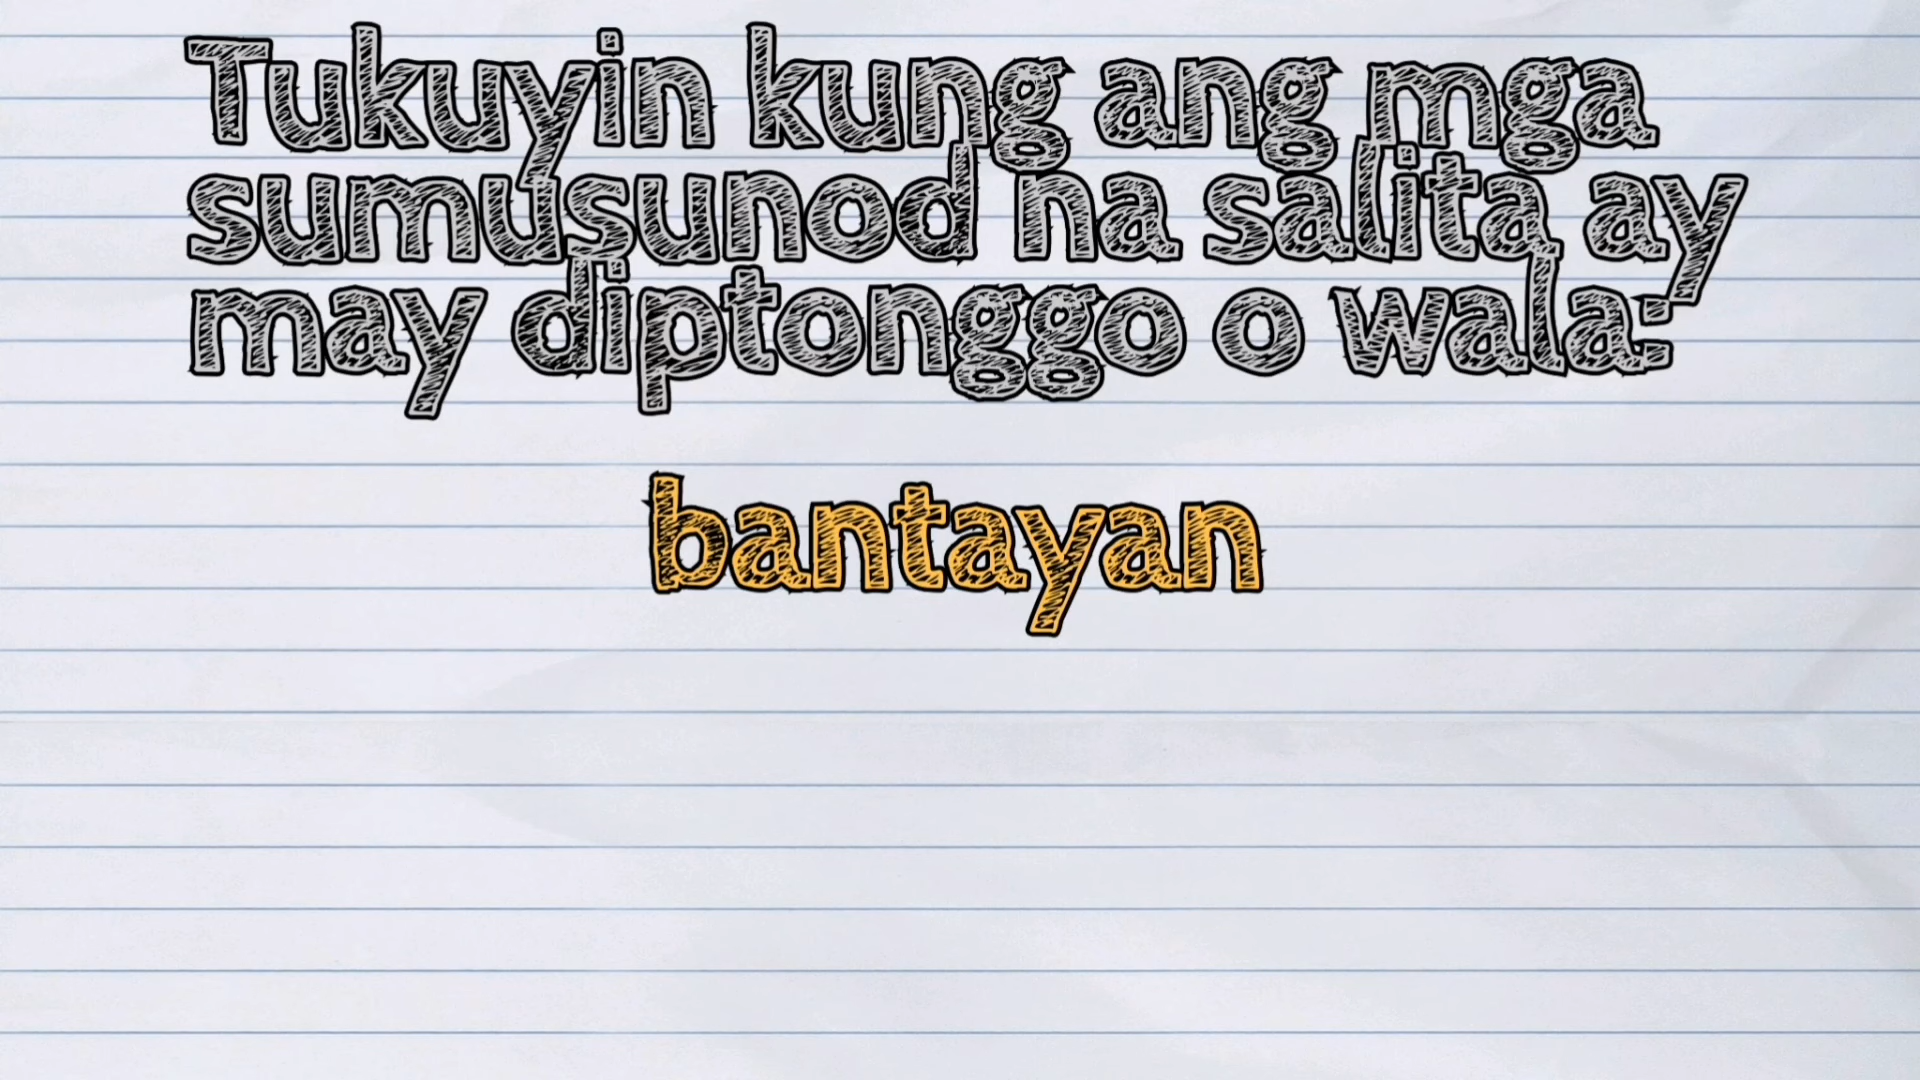 Tukuyin kung ang mga
sumusunod na salita ay
may diptonggo o wala:
bantayan